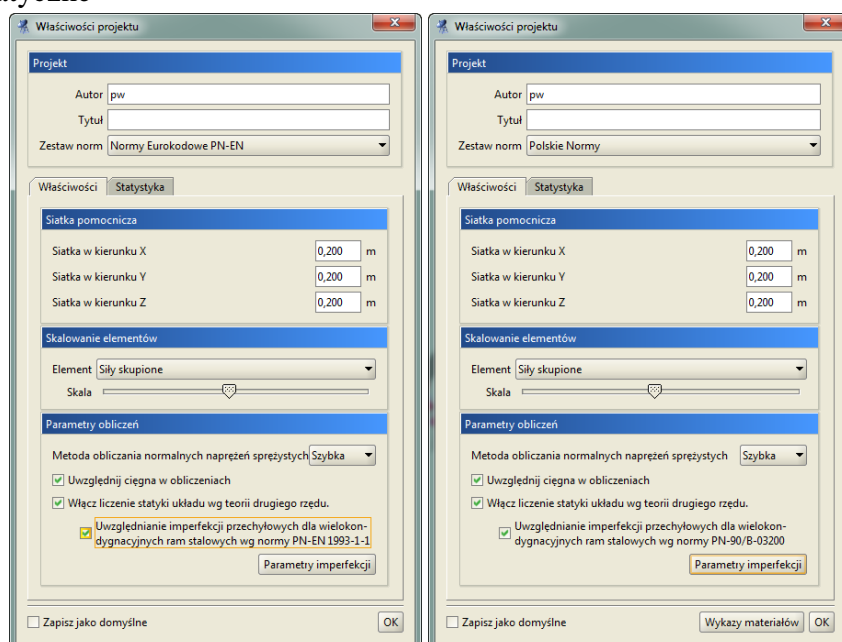 Właściwości projektu
Projekt
Autor pw
Tytuł
Zestaw norm Normy Eurokodowe PN-EN
Właściwości Statystyka
Siatka pomocnicza
Siatka w kierunku X 0,200 m
Siatka w kierunku Y 0,200 m
Siatka w kierunku Z 0,200 m
Skalowanie elementów
Element Siły skupione
Skala
Parametry obliczeń
Metoda obliczania normalnych naprężeń sprężystych Szybka
Uwzględnij cięgna w obliczeniach
Włącz liczenie statyki układu wg teorii drugiego rzędu.
Uwzględnianie imperfekcji przechyłowych dla wielokon-
dygnacyjnych ram stalowych wg normy PN-EN 1993-1-1
Parametry imperfekcji
Zapisz jako domyślne OK
Właściwości projektu
Projekt
Autor pw
Tytuł
Zestaw norm Polskie Normy
Właściwości Statystyka
Siatka pomocnicza
Siatka w kierunku X 0,200 m
Siatka w kierunku Y 0,200 m
Siatka w kierunku Z 0,200 m
Skalowanie elementów
Element Siły skupione
Skala
Parametry obliczeń
Metoda obliczania normalnych naprężeń sprężystych Szybka
Uwzględnij cięgna w obliczeniach
Włącz liczenie statyki układu wg teorii drugiego rzędu.
Uwzględnianie imperfekcji przechyłowych dla wielokon-
dygnacyjnych ram stalowych wg normy PN-90/B-03200
Parametry imperfekcji
Zapisz jako domyślne Wykazy materiałów OK